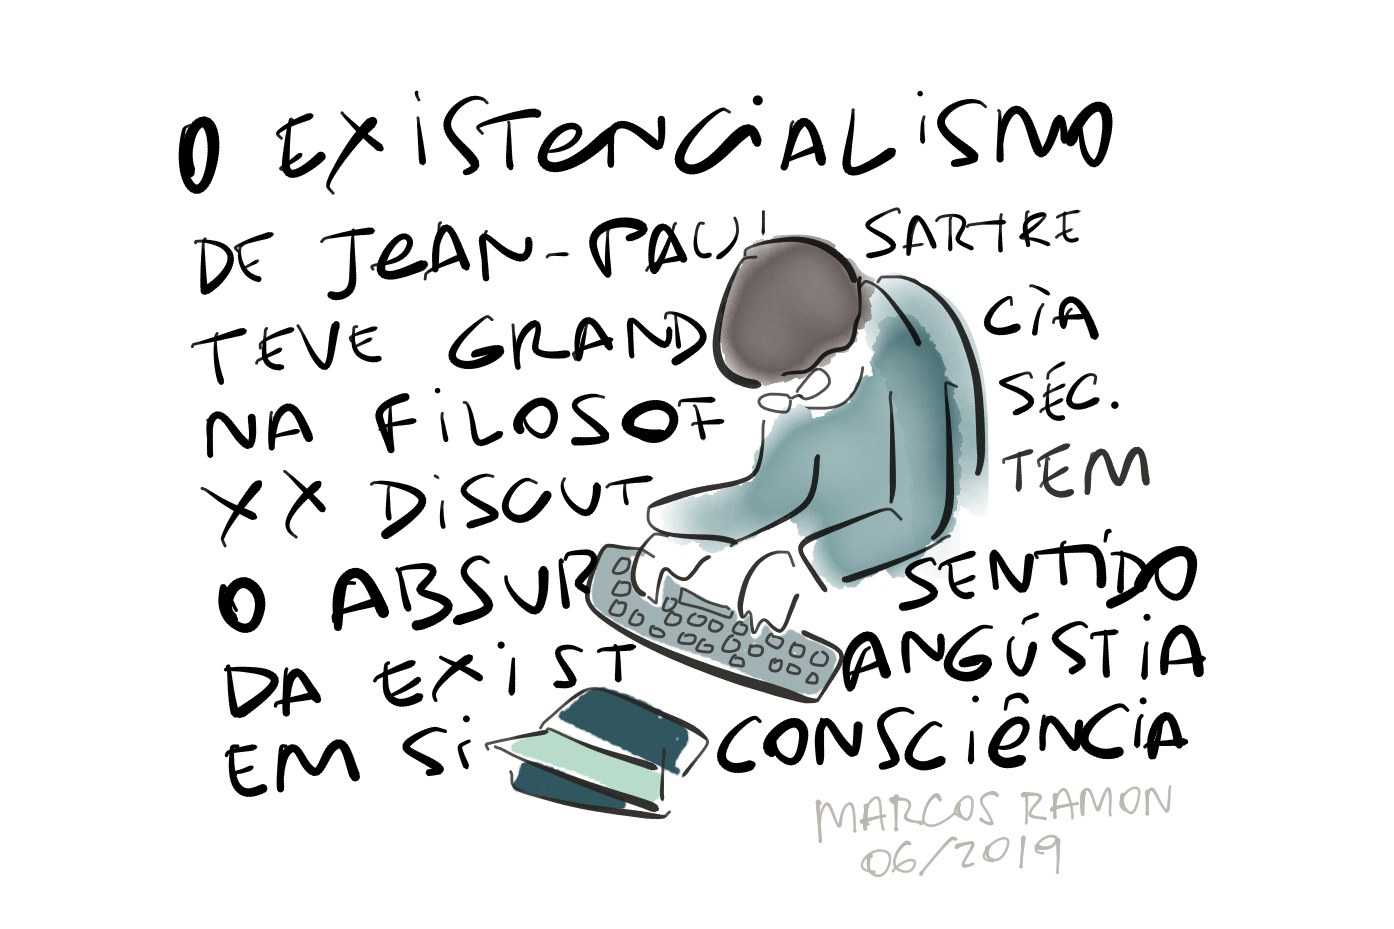 O EXISTENCIALISMO
DE JEAN-PAUL SARTRE
TEVE GRAND CIA
NA FILOSOF SÉC.
XX DISCUT TEM
O ABSUR SENTIDO
DA EXIST ANGÚSTIA
EM SI CONSCIÊNCIA
MARCOS RAMON
06/2019